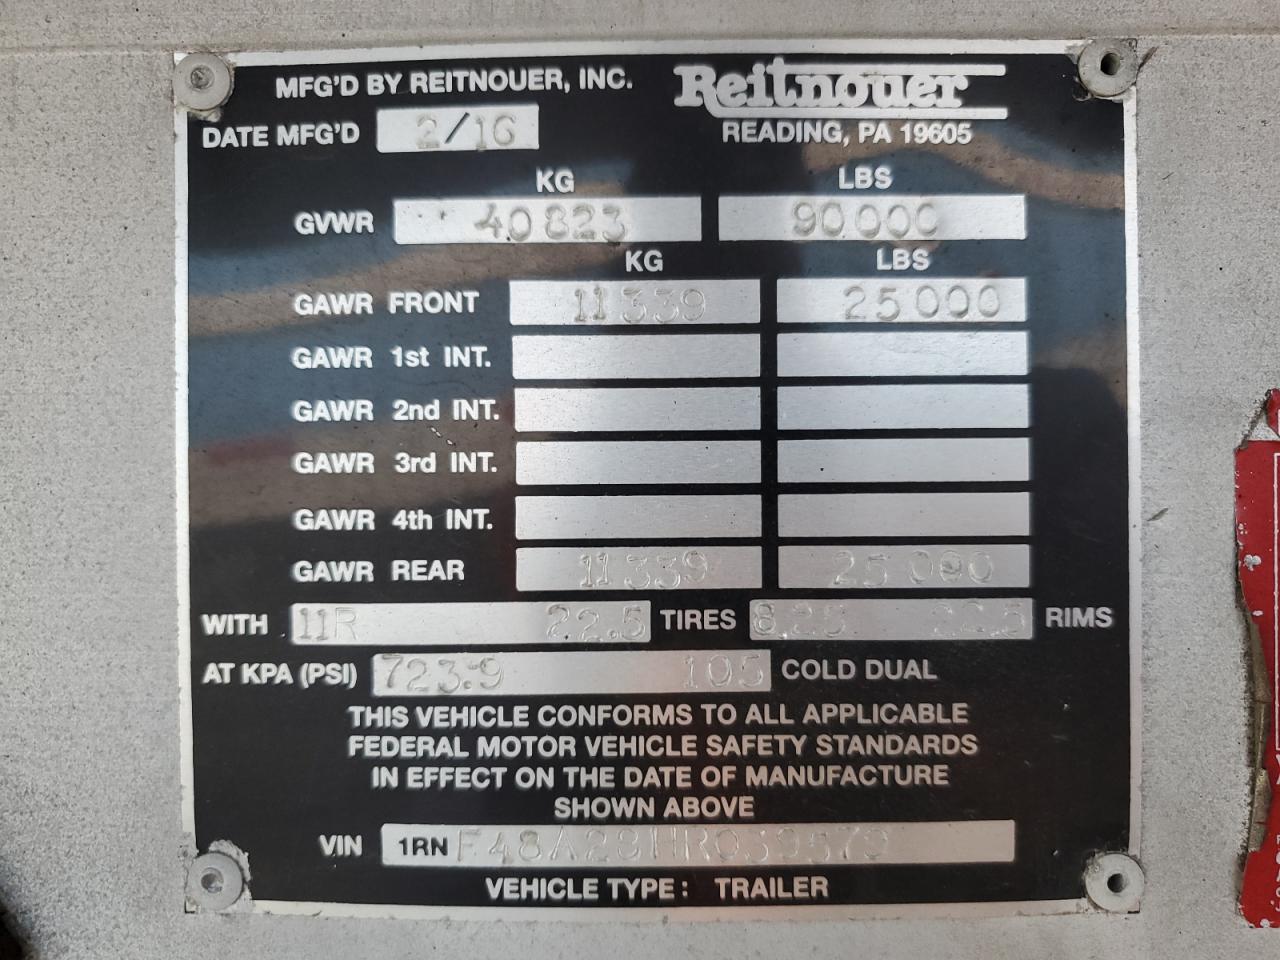 MFG'D BY REITNOUER, INC. Reitnouer
DATE MFG'D 2/16 READING, PA 19605
KG LBS
GVWR 40823 90000
KG LBS
GAWR FRONT 11339 25000
GAWR 1st INT.
GAWR 2nd INT.
GAWR 3rd INT.
GAWR 4th INT.
GAWR REAR 11339 25000
WITH 11R 22.5 TIRES 8.25 22.5 RIMS
AT KPA (PSI) 723.9 105 COLD DUAL
THIS VEHICLE CONFORMS TO ALL APPLICABLE
FEDERAL MOTOR VEHICLE SAFETY STANDARDS
IN EFFECT ON THE DATE OF MANUFACTURE
SHOWN ABOVE
VIN 1RN
VEHICLE TYPE: TRAILER